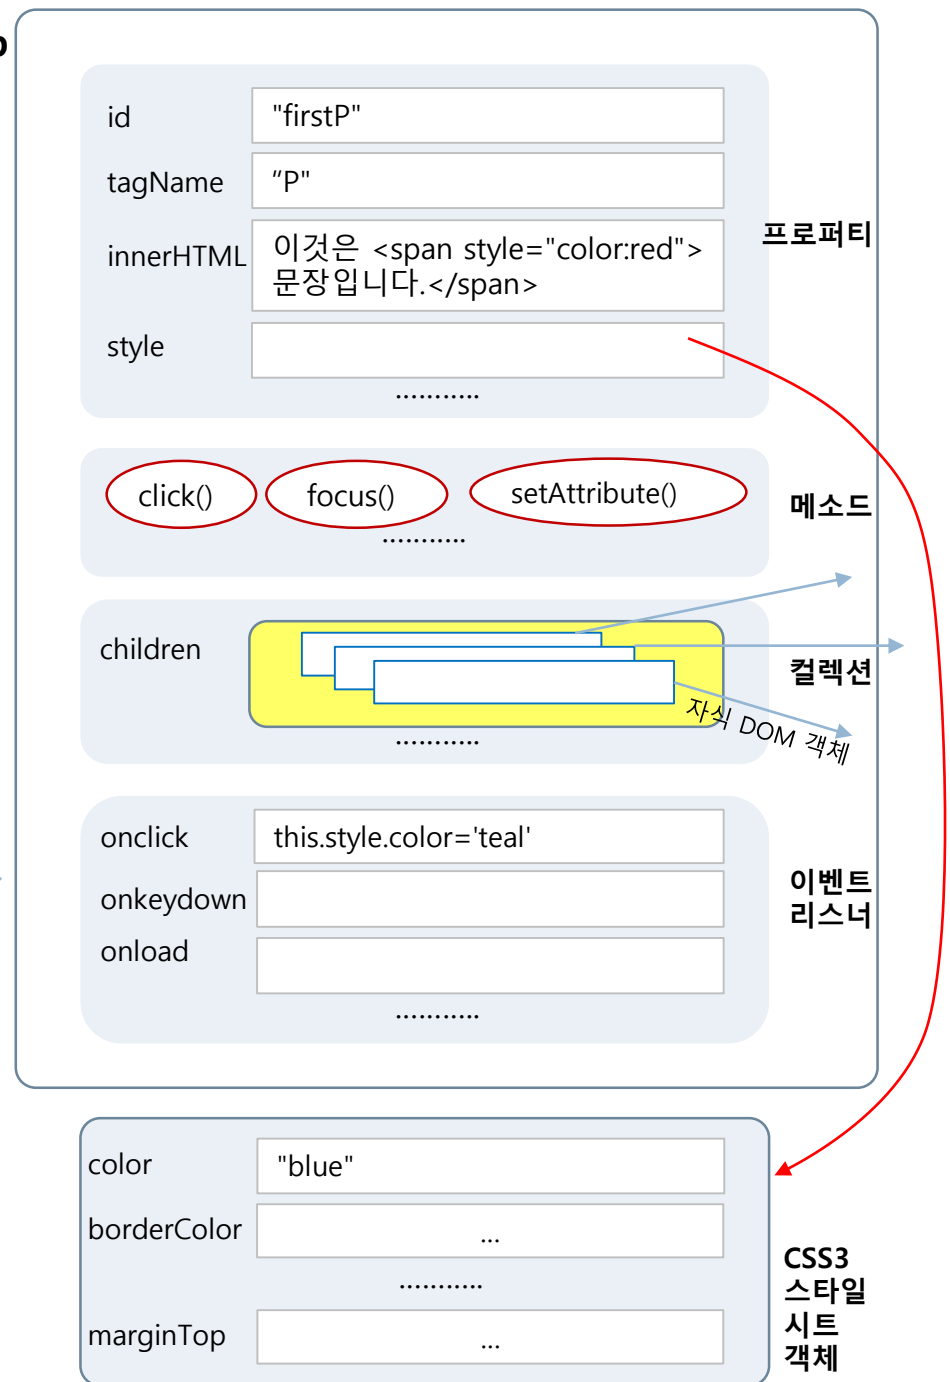 p
id "firstP"
tagName “P"
innerHTML 이것은 <span style="color:red">
문장입니다.</span>
프로퍼티
style
...........
click() focus() setAttribute()
메소드
...........
children
컬렉션
자식 DOM 객체
...........
onclick this.style.color='teal'
onkeydown
이벤트
리스너
onload
...........
color "blue"
borderColor ...
...........
CSS3
스타일
시트
객체
marginTop ...